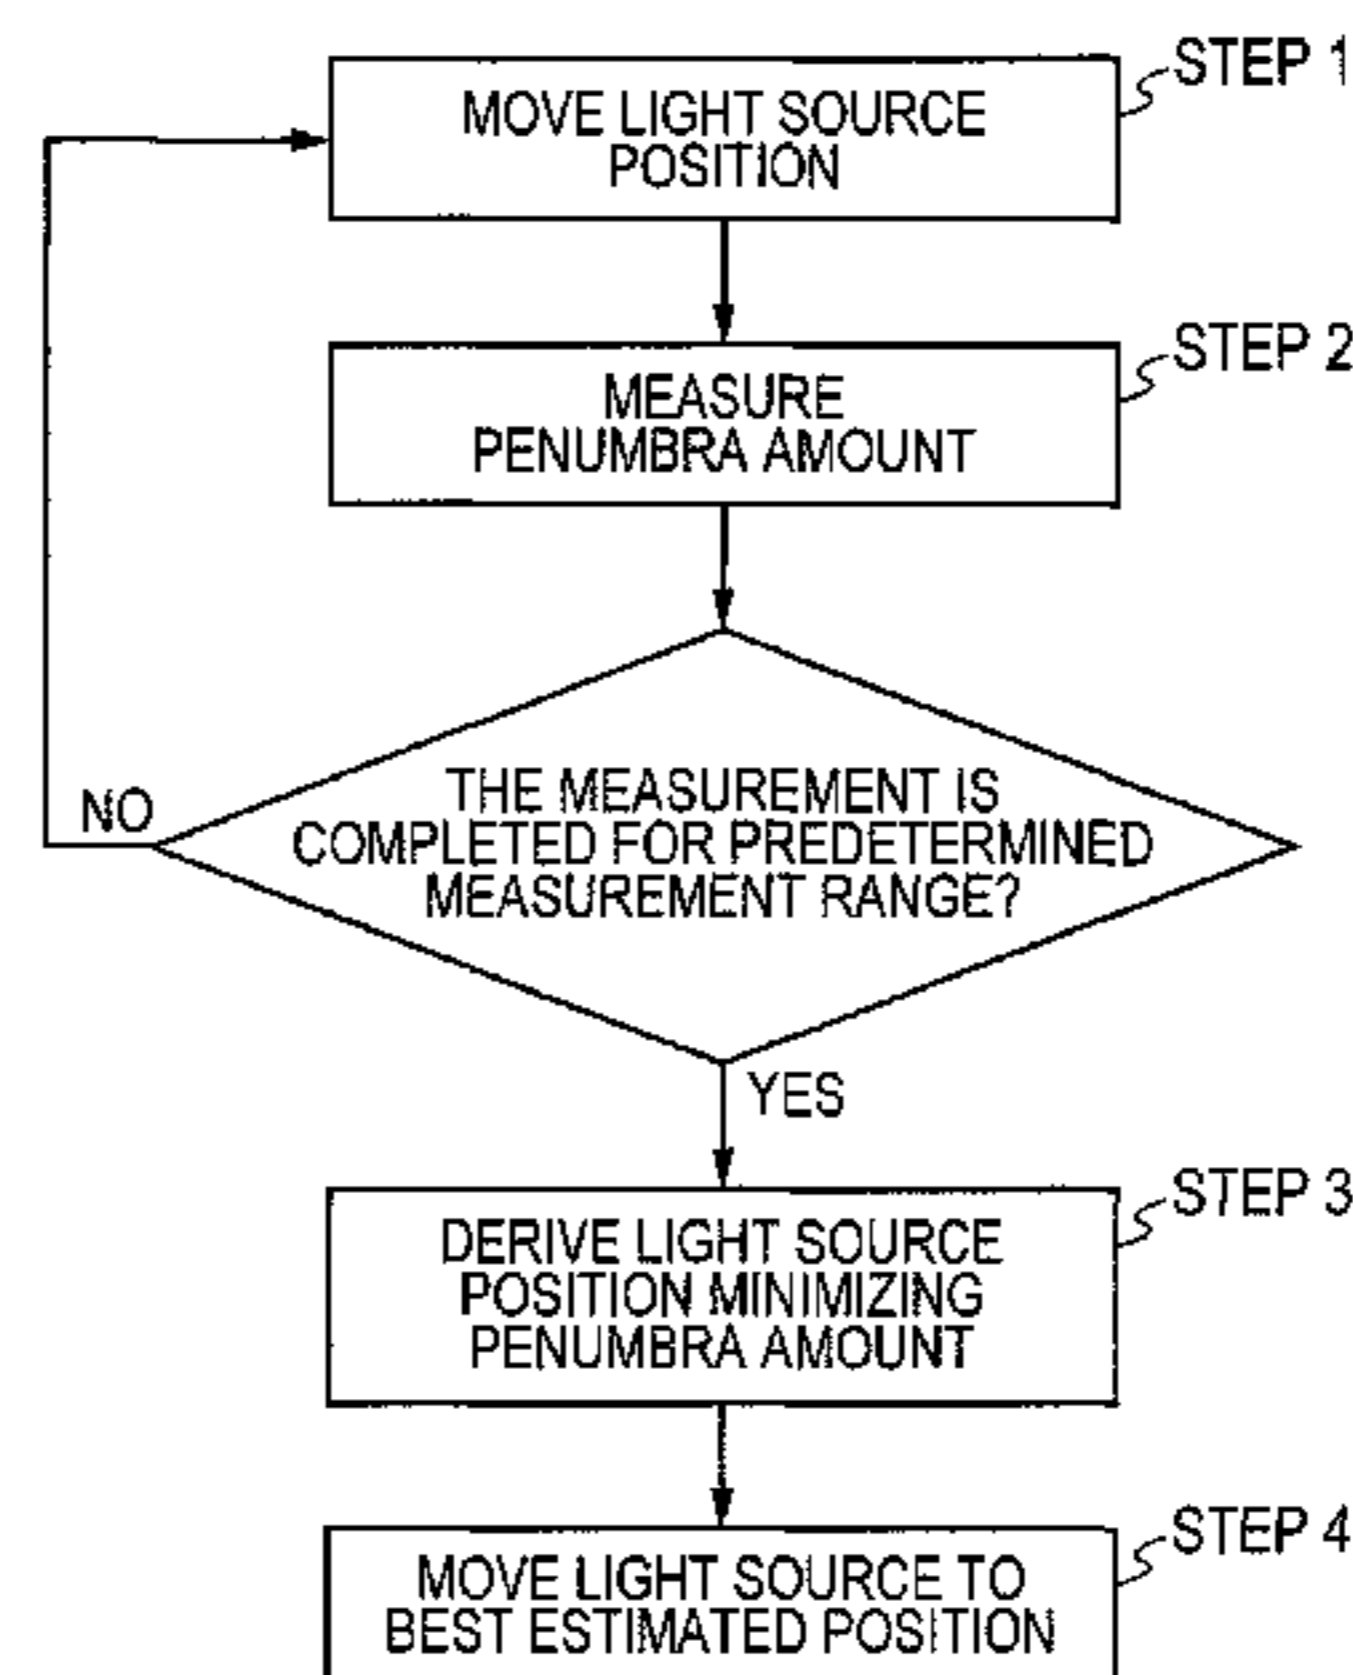 STEP 1
MOVE LIGHT SOURCE
POSITION
STEP 2
MEASURE
PENUMBRA AMOUNT
THE MEASUREMENT IS
COMPLETED FOR PREDETERMINED
MEASUREMENT RANGE?
NO
YES
STEP 3
DERIVE LIGHT SOURCE
POSITION MINIMIZING
PENUMBRA AMOUNT
STEP 4
MOVE LIGHT SOURCE TO
BEST ESTIMATED POSITION